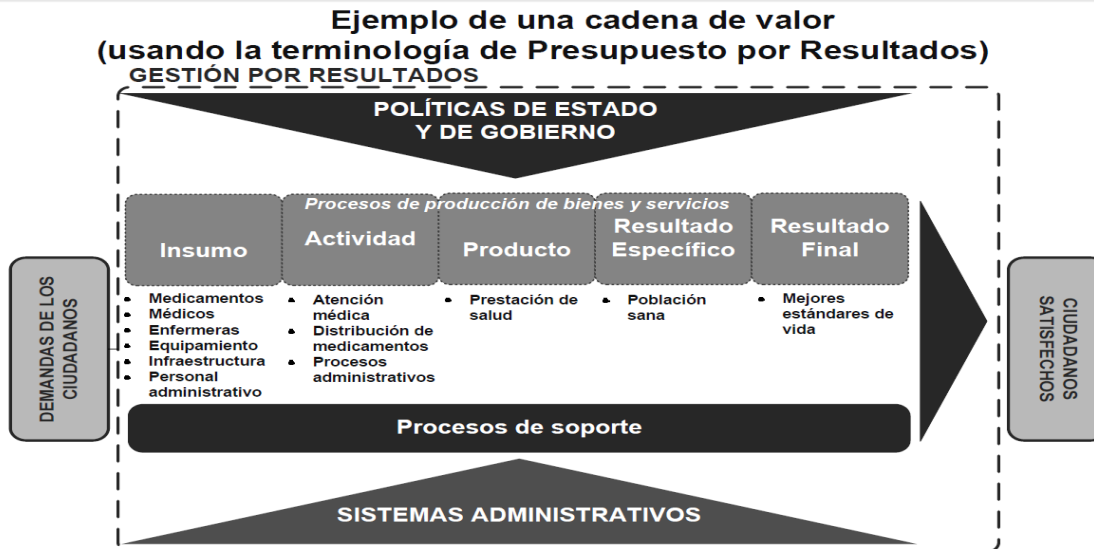 Ejemplo de una cadena de valor
(usando la terminología de Presupuesto por Resultados)
GESTIÓN POR RESULTADOS
POLÍTICAS DE ESTADO
Y DE GOBIERNO
Procesos de producción de bienes y servicios
Insumo
Actividad
Producto
Resultado
Específico
Resultado
Final
DEMANDAS DE LOS
CIUDADANOS
• Medicamentos
• Médicos
• Enfermeras
• Equipamiento
• Infraestructura
• Personal
administrativo
• Atención
médica
• Distribución de
medicamentos
• Procesos
administrativos
• Prestación de
salud
• Población
sana
• Mejores
estándares de
vida
CIUDADANOS
SATISFECHOS
Procesos de soporte
SISTEMAS ADMINISTRATIVOS